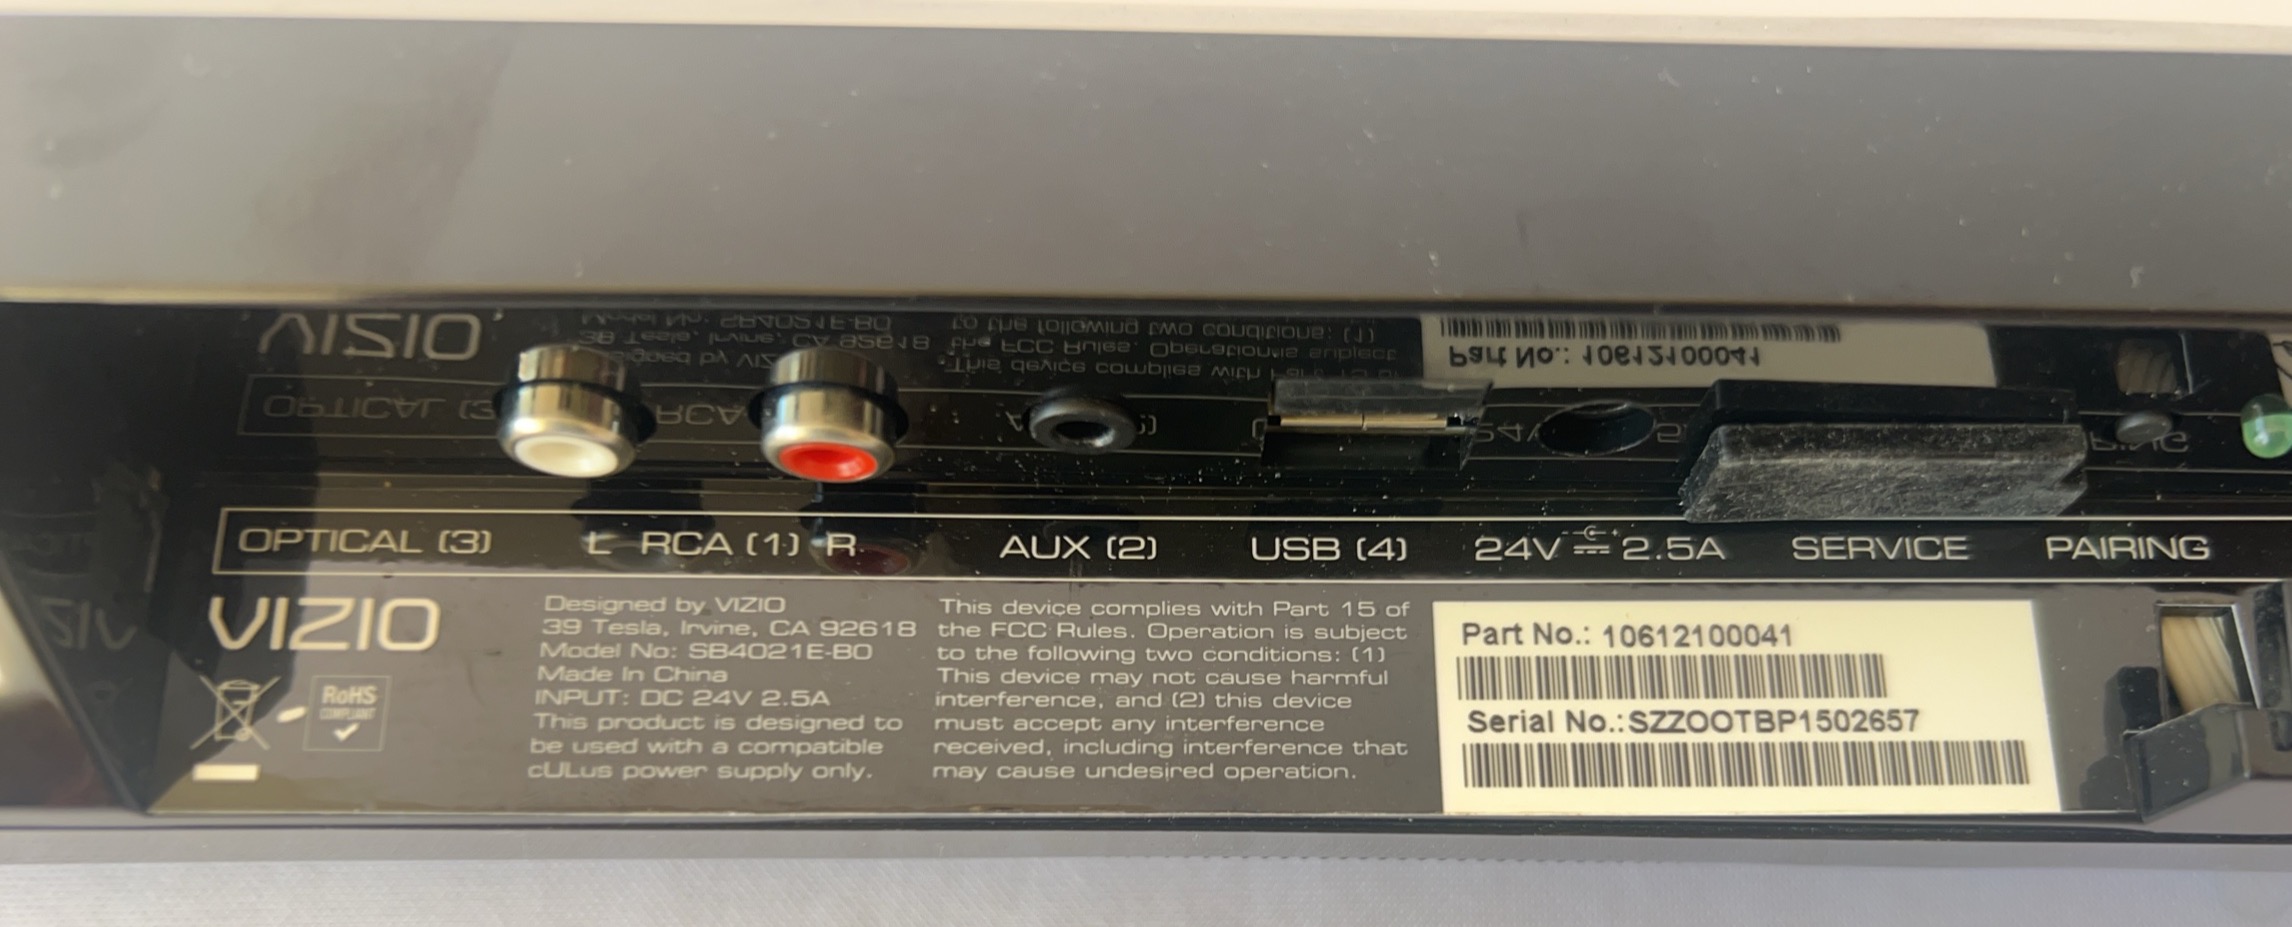 OPTICAL (3) L RCA (1) R AUX (2) USB (4) 24V 2.5A SERVICE PAIRING
VIZIO
RoHS
COMPLIANT
Designed by VIZIO
39 Tesla, Irvine, CA 92618
Model No: SB4021E-B0
Made In China
INPUT: DC 24V 2.5A
This product is designed to
be used with a compatible
cULus power supply only.
This device complies with Part 15 of
the FCC Rules. Operation is subject
to the following two conditions: (1)
This device may not cause harmful
interference, and (2) this device
must accept any interference
received, including interference that
may cause undesired operation.
Part No.: 10612100041
Serial No.:SZZOOTBP1502657